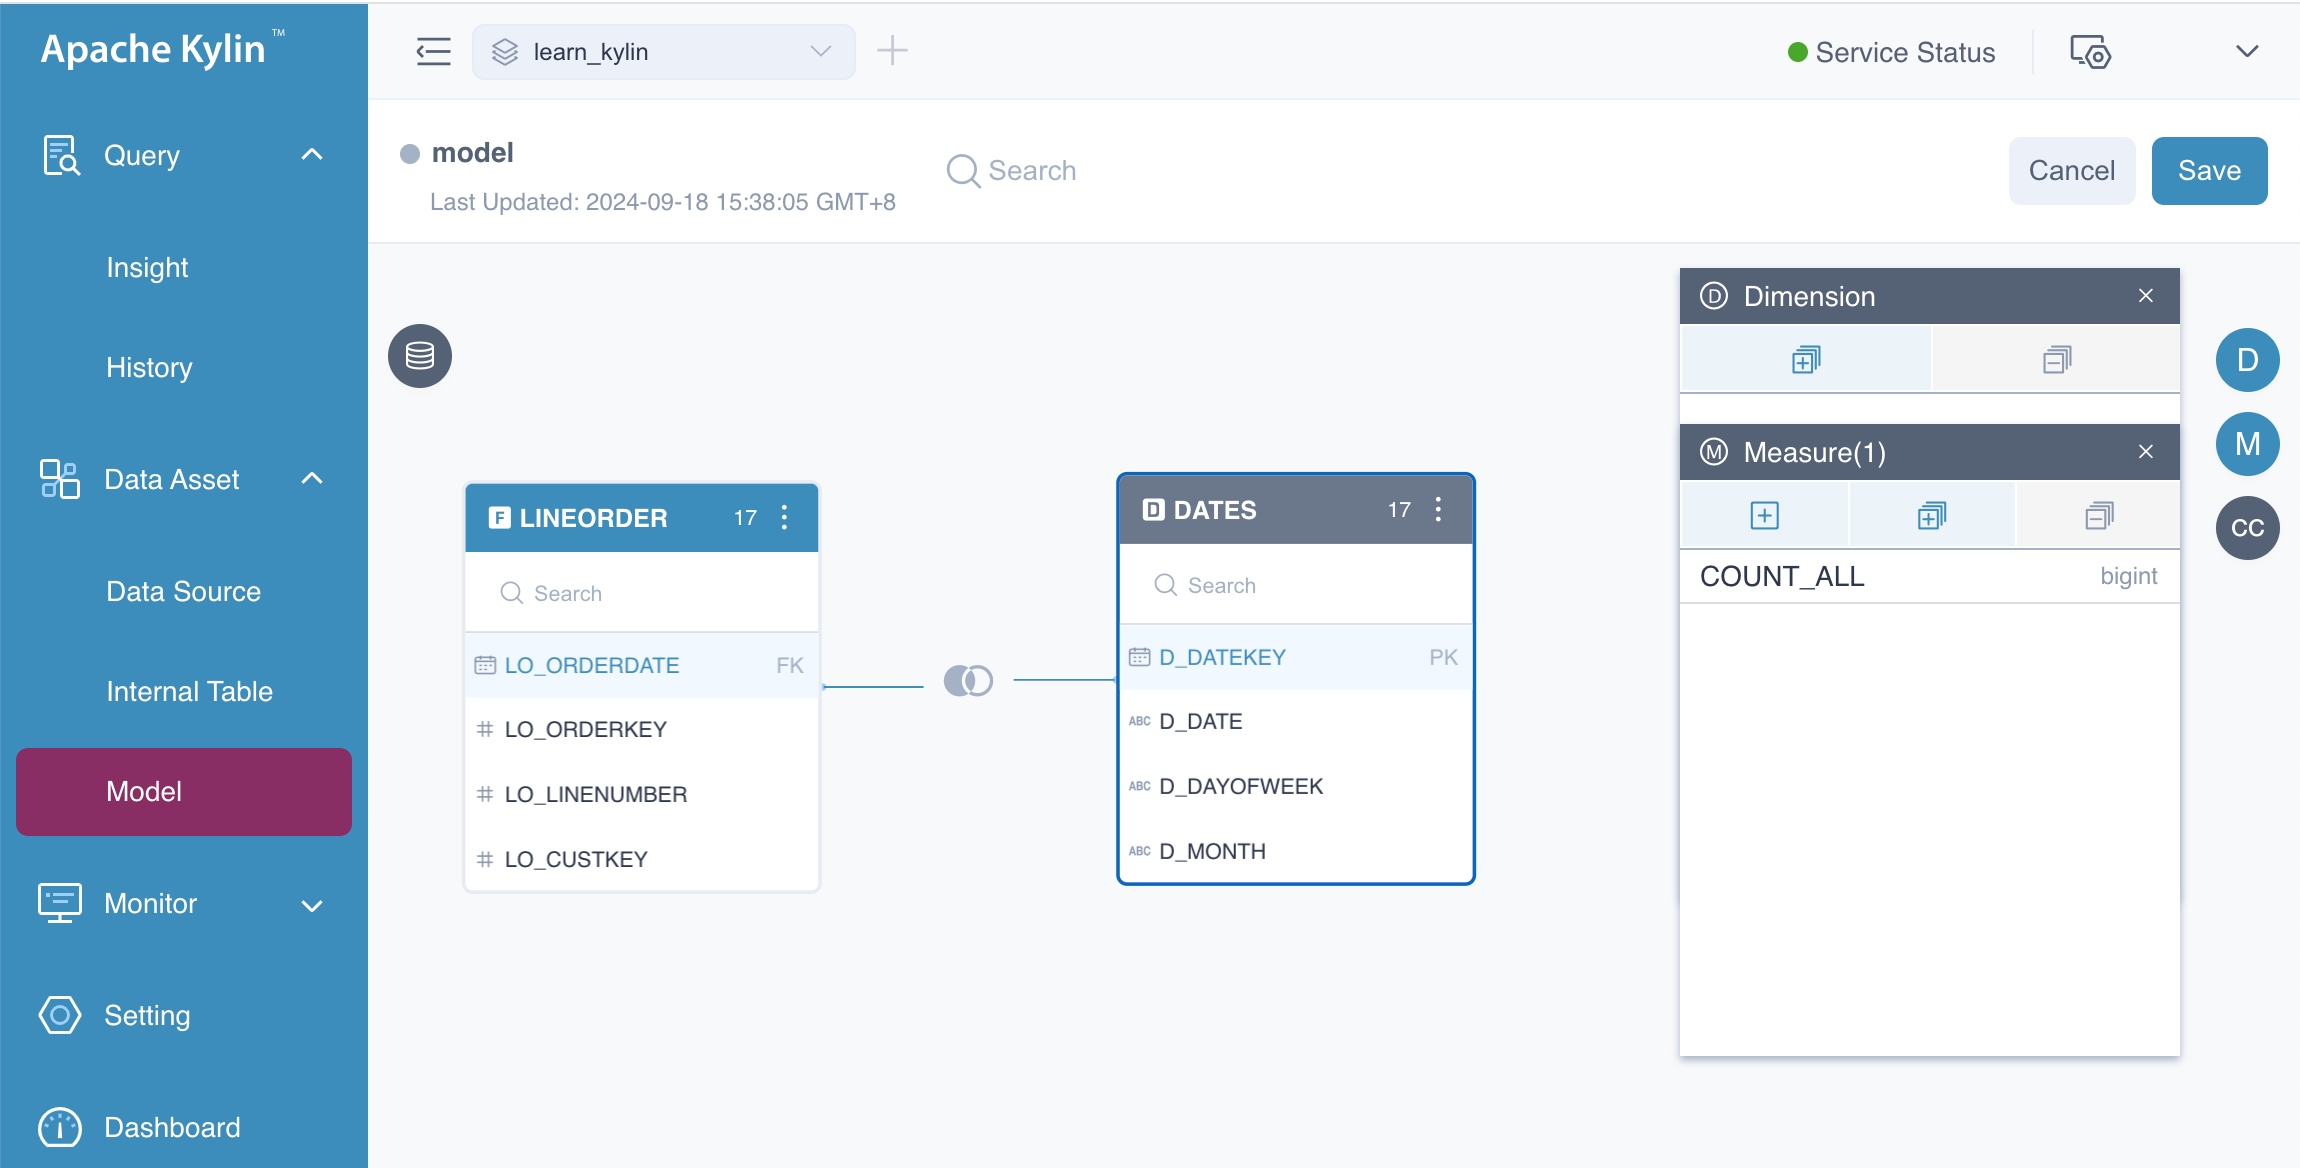 Apache Kylin ™
Query
Insight
History
Data Asset
Data Source
Internal Table
Model
Monitor
Setting
Dashboard
learn_kylin
Service Status
model
Last Updated: 2024-09-18 15:38:05 GMT+8
Search
Cancel
Save
F LINEORDER 17
Search
LO_ORDERDATE FK
# LO_ORDERKEY
# LO_LINENUMBER
# LO_CUSTKEY
D DATES 17
Search
D_DATEKEY PK
ABC D_DATE
ABC D_DAYOFWEEK
ABC D_MONTH
D Dimension
M Measure(1)
COUNT_ALL bigint
D
M
CC